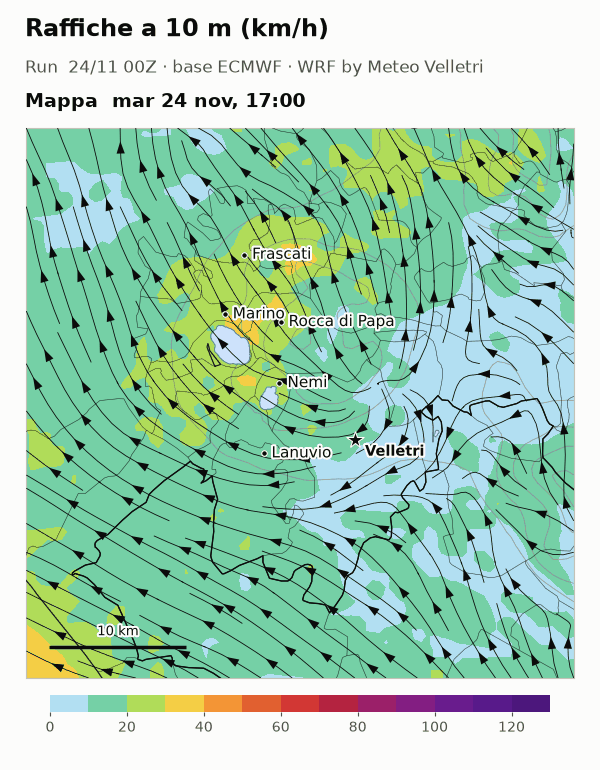 Raffiche a 10 m (km/h)
Run  24/11 00Z · base ECMWF · WRF by Meteo Velletri
Mappa  mar 24 nov, 17:00
Frascati
Marino
Rocca di Papa
Nemi
Velletri
Lanuvio
10 km
0 20 40 60 80 100 120